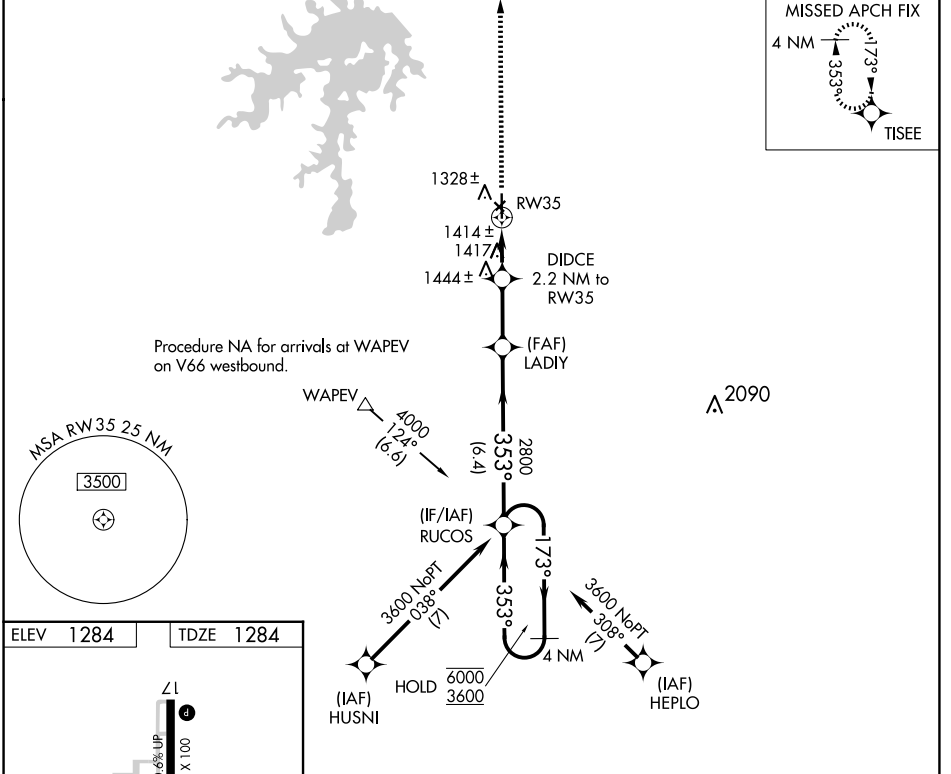 MISSED APCH FIX
4 NM
353°
173°
TISEE
1328 ±
RW35
1414 ±
1417
1444 ±
DIDCE
2.2 NM to
RW35
(FAF)
LADIY
Procedure NA for arrivals at WAPEV
on V66 westbound.
WAPEV
4000
124°
(6.6)
2090
2800
353°
(6.4)
MSA RW35 25 NM
3500
(IF/IAF)
RUCOS
173°
353°
3600 NoPT
038°
(7)
3600 NoPT
308°
(7)
4 NM
HOLD
6000
3600
(IAF)
HUSNI
(IAF)
HEPLO
ELEV 1284
TDZE 1284
17
P
.6% UP
X 100